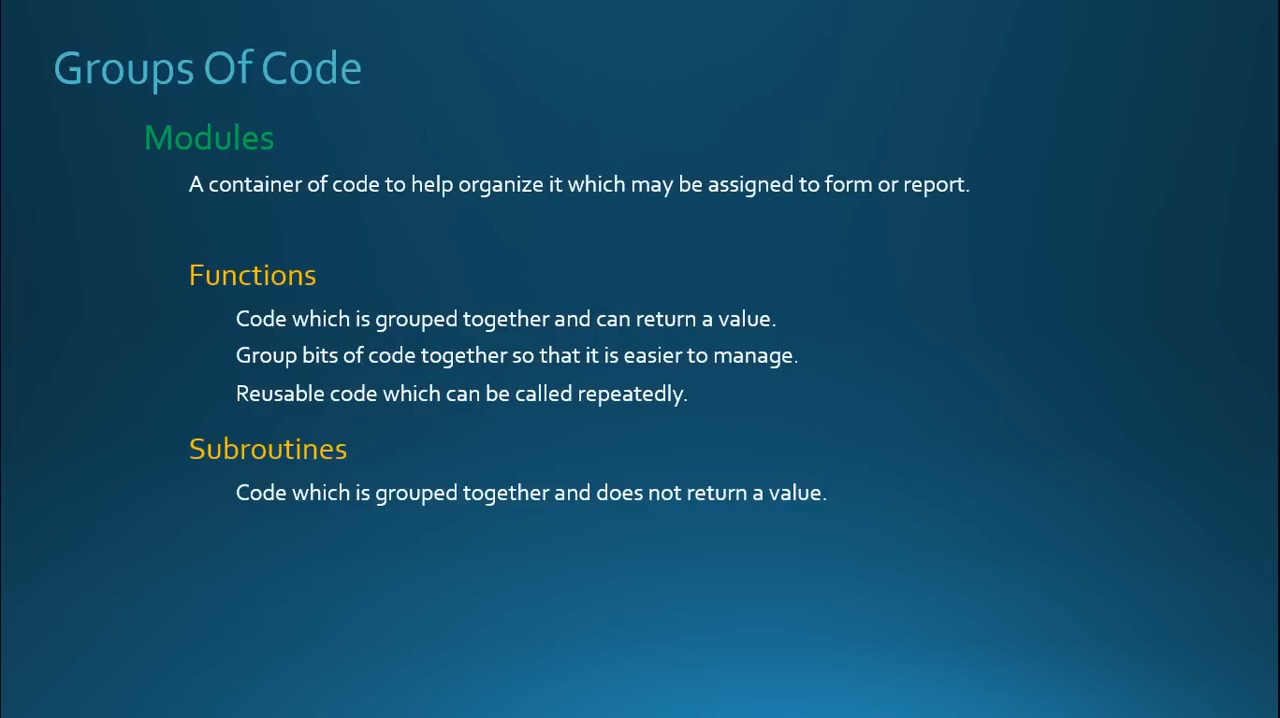 Groups Of Code
Modules
A container of code to help organize it which may be assigned to form or report.
Functions
Code which is grouped together and can return a value.
Group bits of code together so that it is easier to manage.
Reusable code which can be called repeatedly.
Subroutines
Code which is grouped together and does not return a value.